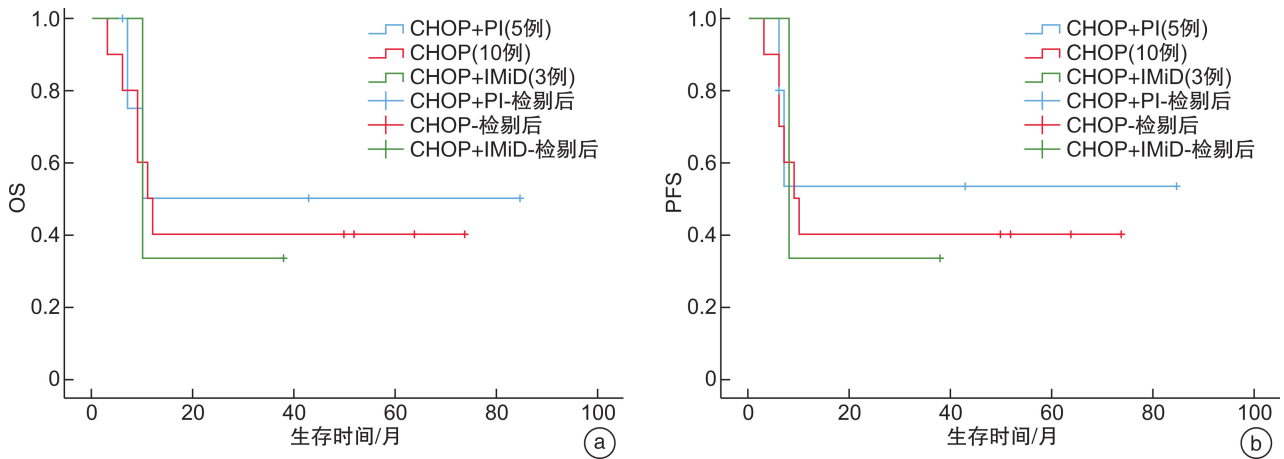 1.0
0.8
0.6
0.4
0.2
0
OS
CHOP+PI(5例)
CHOP(10例)
CHOP+IMiD(3例)
CHOP+PI-检剔后
CHOP-检剔后
CHOP+IMiD-检剔后
0 20 40 60 80 100
生存时间/月
a
1.0
0.8
0.6
0.4
0.2
0
PFS
CHOP+PI(5例)
CHOP(10例)
CHOP+IMiD(3例)
CHOP+PI-检剔后
CHOP-检剔后
CHOP+IMiD-检剔后
0 20 40 60 80 100
生存时间/月
b